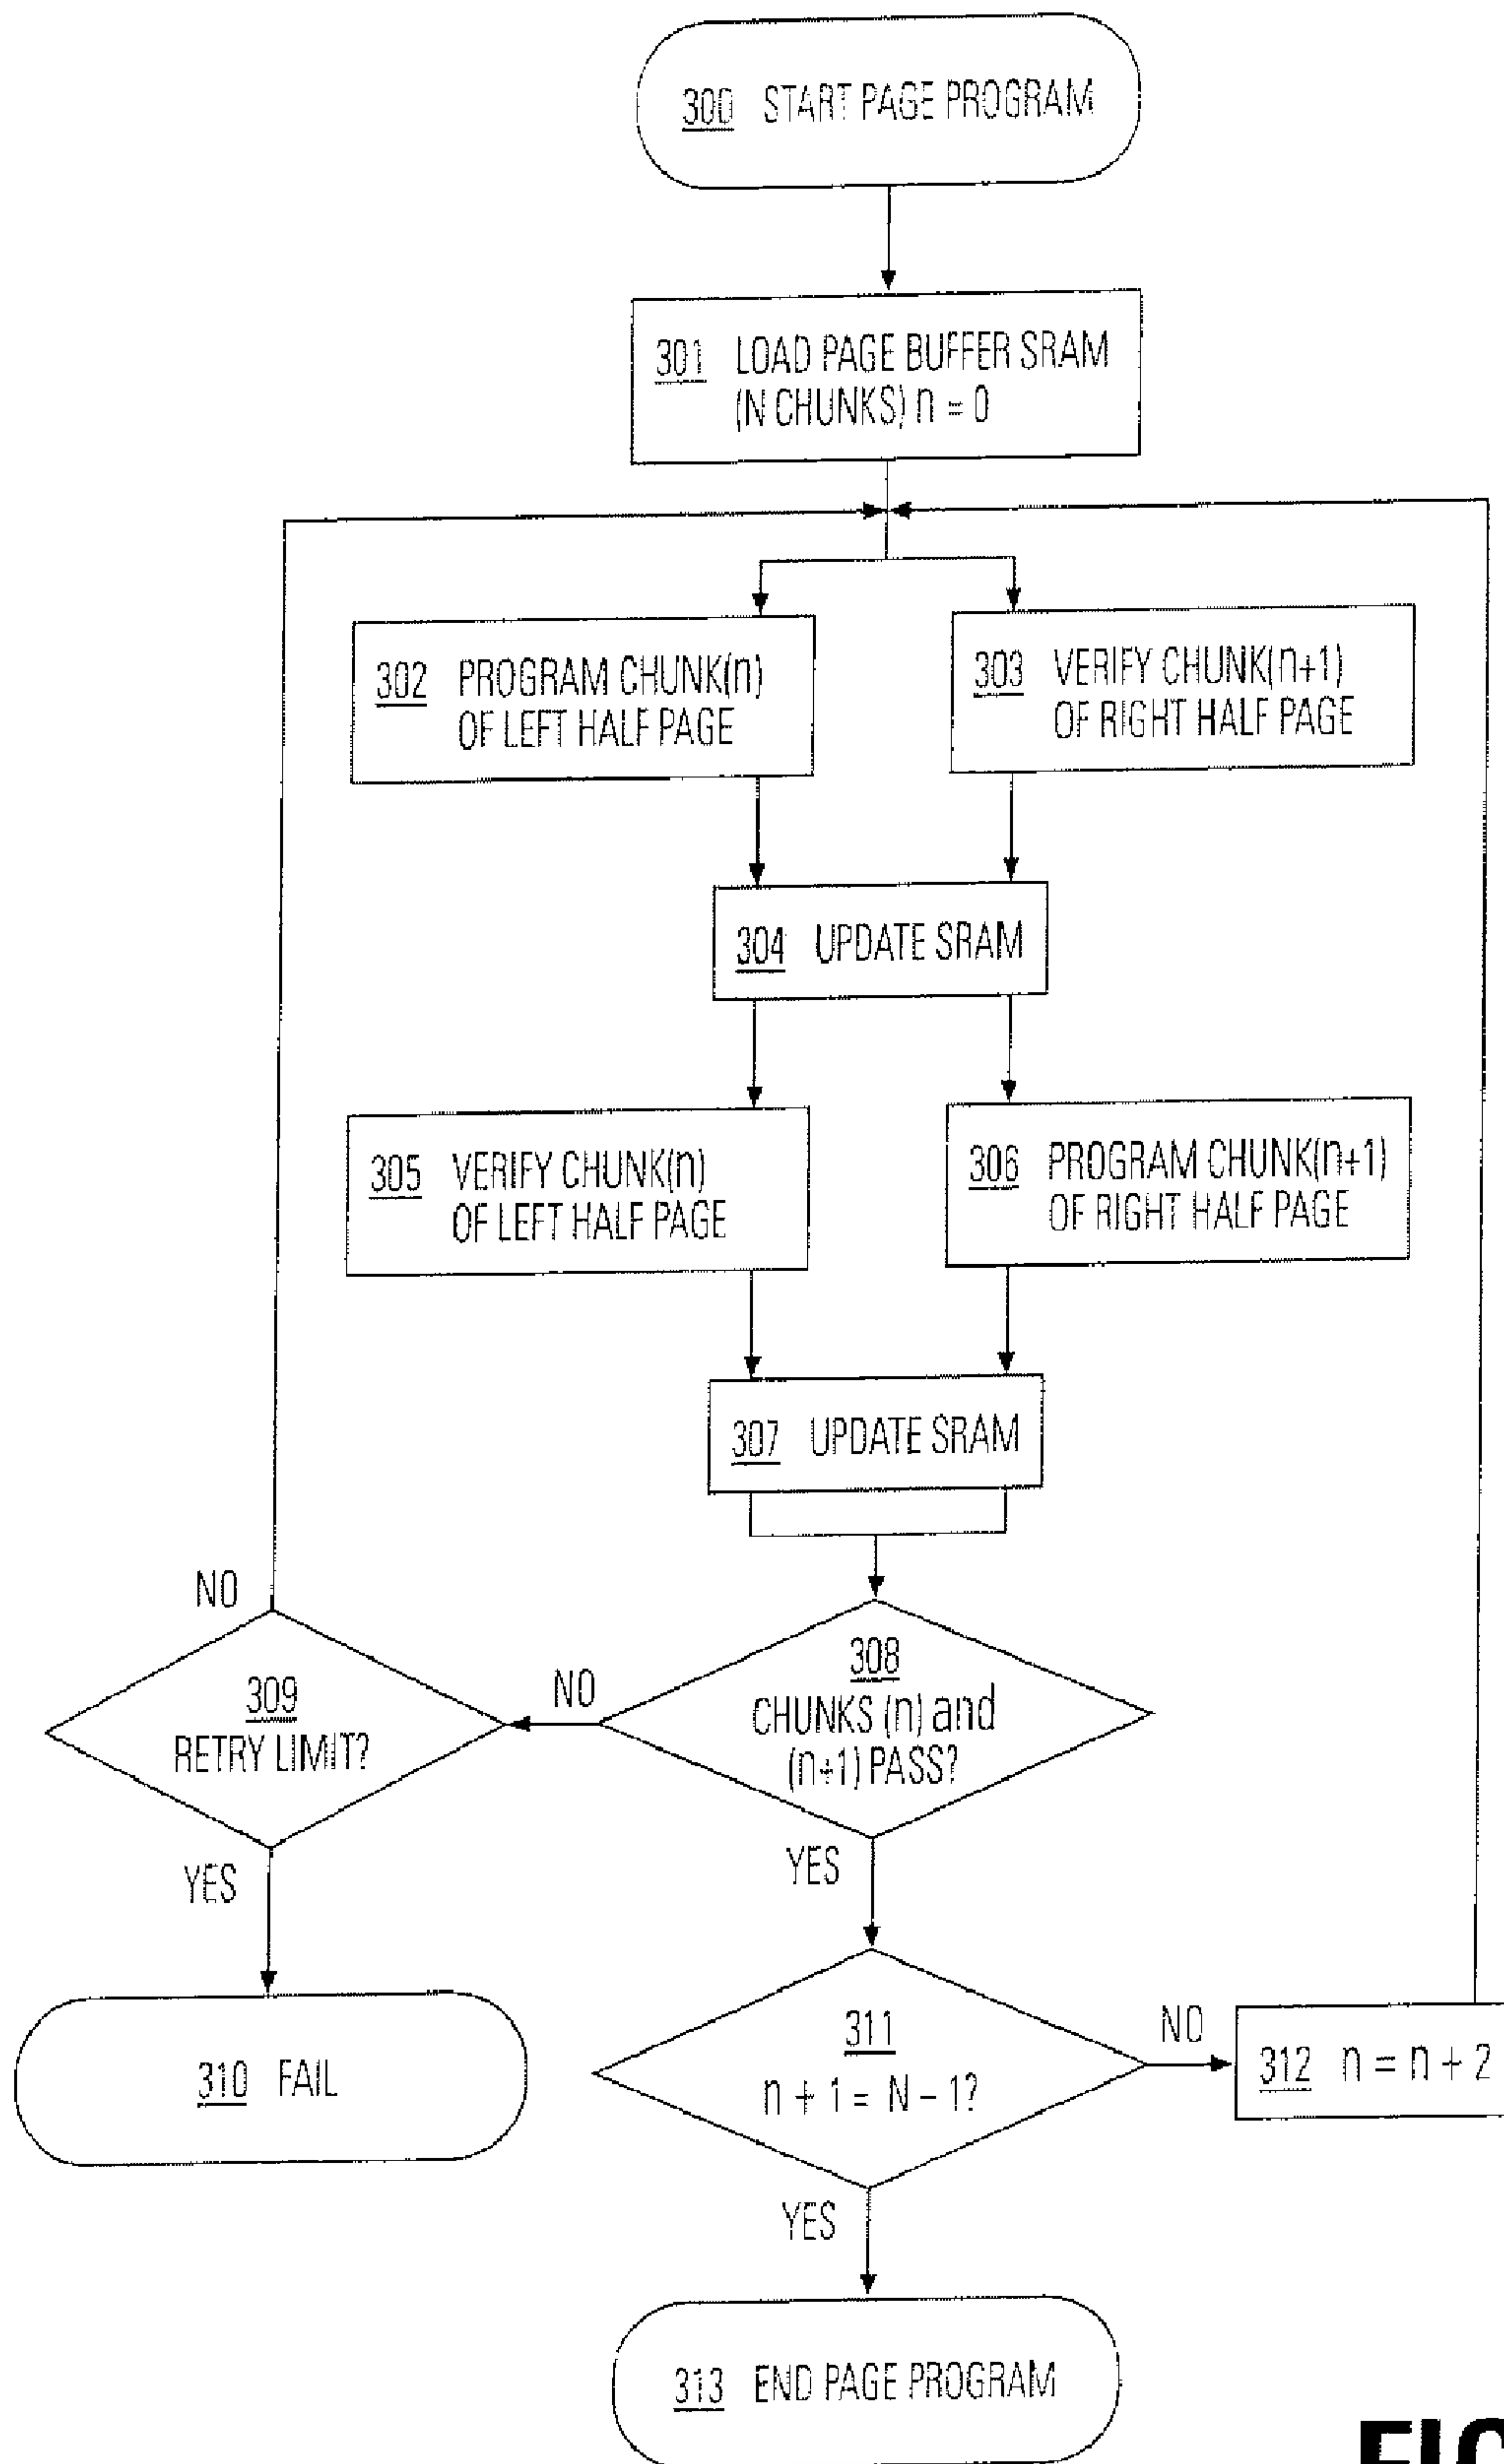 300 START PAGE PROGRAM
301 LOAD PAGE BUFFER SRAM
(N CHUNKS) n = 0
302 PROGRAM CHUNK(n)
OF LEFT HALF PAGE
303 VERIFY CHUNK(n+1)
OF RIGHT HALF PAGE
304 UPDATE SRAM
305 VERIFY CHUNK(n)
OF LEFT HALF PAGE
306 PROGRAM CHUNK(n+1)
OF RIGHT HALF PAGE
307 UPDATE SRAM
NO
309
RETRY LIMIT?
NO
308
CHUNKS (n) and
(n+1) PASS?
YES
YES
310 FAIL
311
n + 1 = N – 1?
NO
312 n = n + 2
YES
313 END PAGE PROGRAM